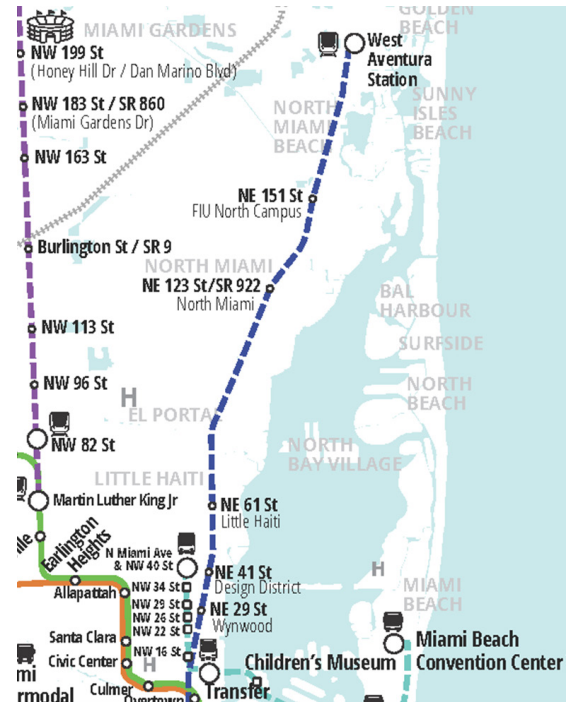 GOLDEN
BEACH
MIAMI GARDENS
West
Aventura
Station
NW 199 St
(Honey Hill Dr / Dan Marino Blvd)
NW 183 St / SR 860
(Miami Gardens Dr)
NORTH
MIAMI
BEACH
SUNNY
ISLES
BEACH
NW 163 St
NE 151 St
FIU North Campus
Burlington St / SR 9
NORTH MIAMI
NE 123 St/SR 922
North Miami
BAL
HARBOUR
NW 113 St
SURFSIDE
NW 96 St
NORTH
BEACH
H
EL PORTAL
NW 82 St
NORTH
BAY VILLAGE
LITTLE HAITI
Martin Luther King Jr
NE 61 St
Little Haiti
lle
Earlington
Heights
N Miami Ave
& NW 40 St
NE 41 St
Design District
H
Allapattah
NW 34 St
MIAMI
BEACH
NW 29 St
NE 29 St
Wynwood
NW 26 St
NW 22 St
Santa Clara
Miami Beach
Convention Center
NW 16 St
Civic Center
H
Children's Museum
mi
rmodal
Culmer
Transfer
Overtown